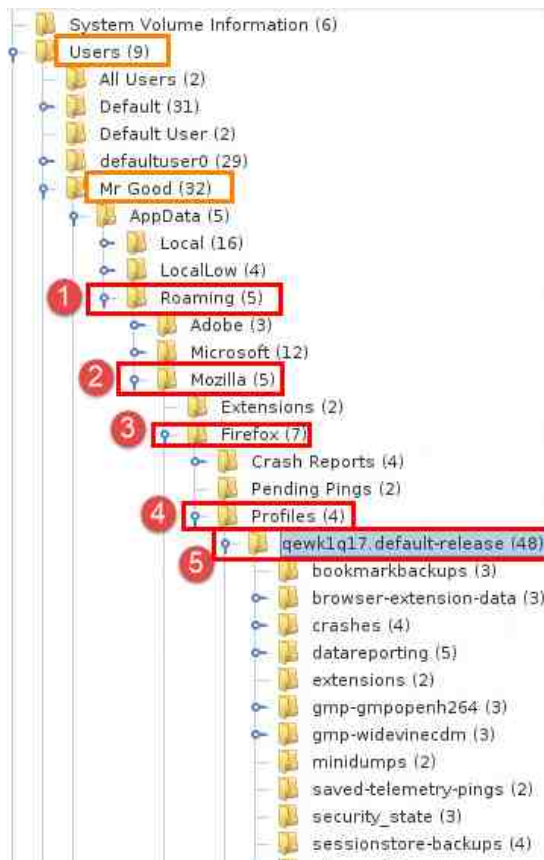 System Volume Information (6)
Users (9)
All Users (2)
Default (31)
Default User (2)
defaultuser0 (29)
Mr Good (32)
AppData (5)
Local (16)
LocalLow (4)
1 Roaming (5)
Adobe (3)
Microsoft (12)
2 Mozilla (5)
Extensions (2)
3 Firefox (7)
Crash Reports (4)
Pending Pings (2)
4 Profiles (4)
5 qewk1q17.default-release (48)
bookmarkbackups (3)
browser-extension-data (3)
crashes (4)
datareporting (5)
extensions (2)
gmp-gmpopenh264 (3)
gmp-widevinecdm (3)
minidumps (2)
saved-telemetry-pings (2)
security_state (3)
sessionstore-backups (4)